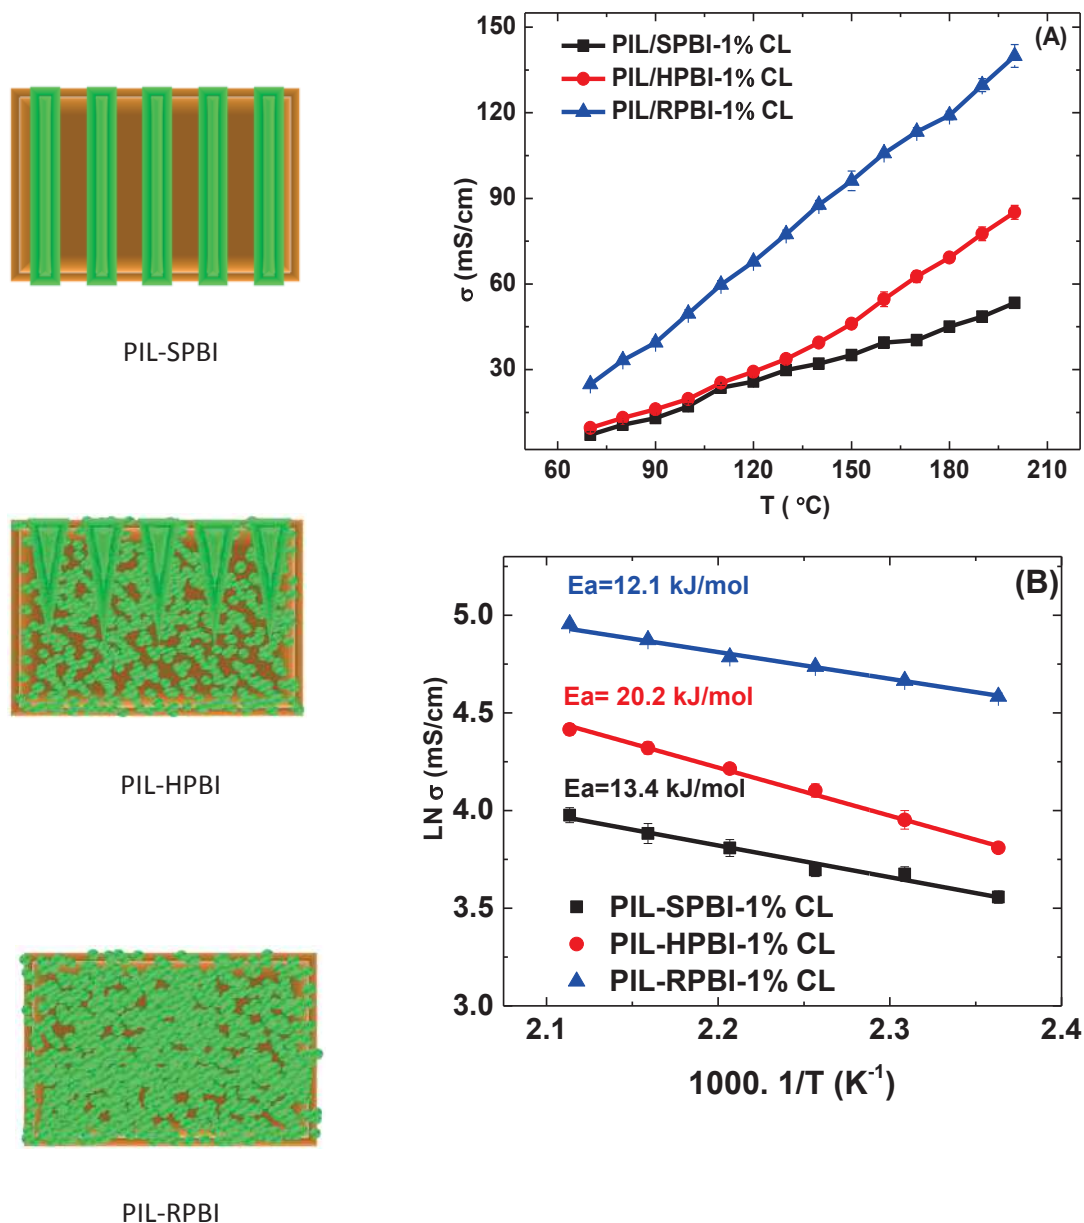 PIL-SPBI
PIL-HPBI
PIL-RPBI
(A)
PIL/SPBI-1% CL
PIL/HPBI-1% CL
PIL/RPBI-1% CL
150
120
90
60
30
σ (mS/cm)
60 90 120 150 180 210
T ( °C)
(B)
Ea=12.1 kJ/mol
Ea= 20.2 kJ/mol
Ea=13.4 kJ/mol
PIL-SPBI-1% CL
PIL-HPBI-1% CL
PIL-RPBI-1% CL
5.0
4.5
4.0
3.5
3.0
LN σ (mS/cm)
2.1 2.2 2.3 2.4
1000. 1/T (K⁻¹)